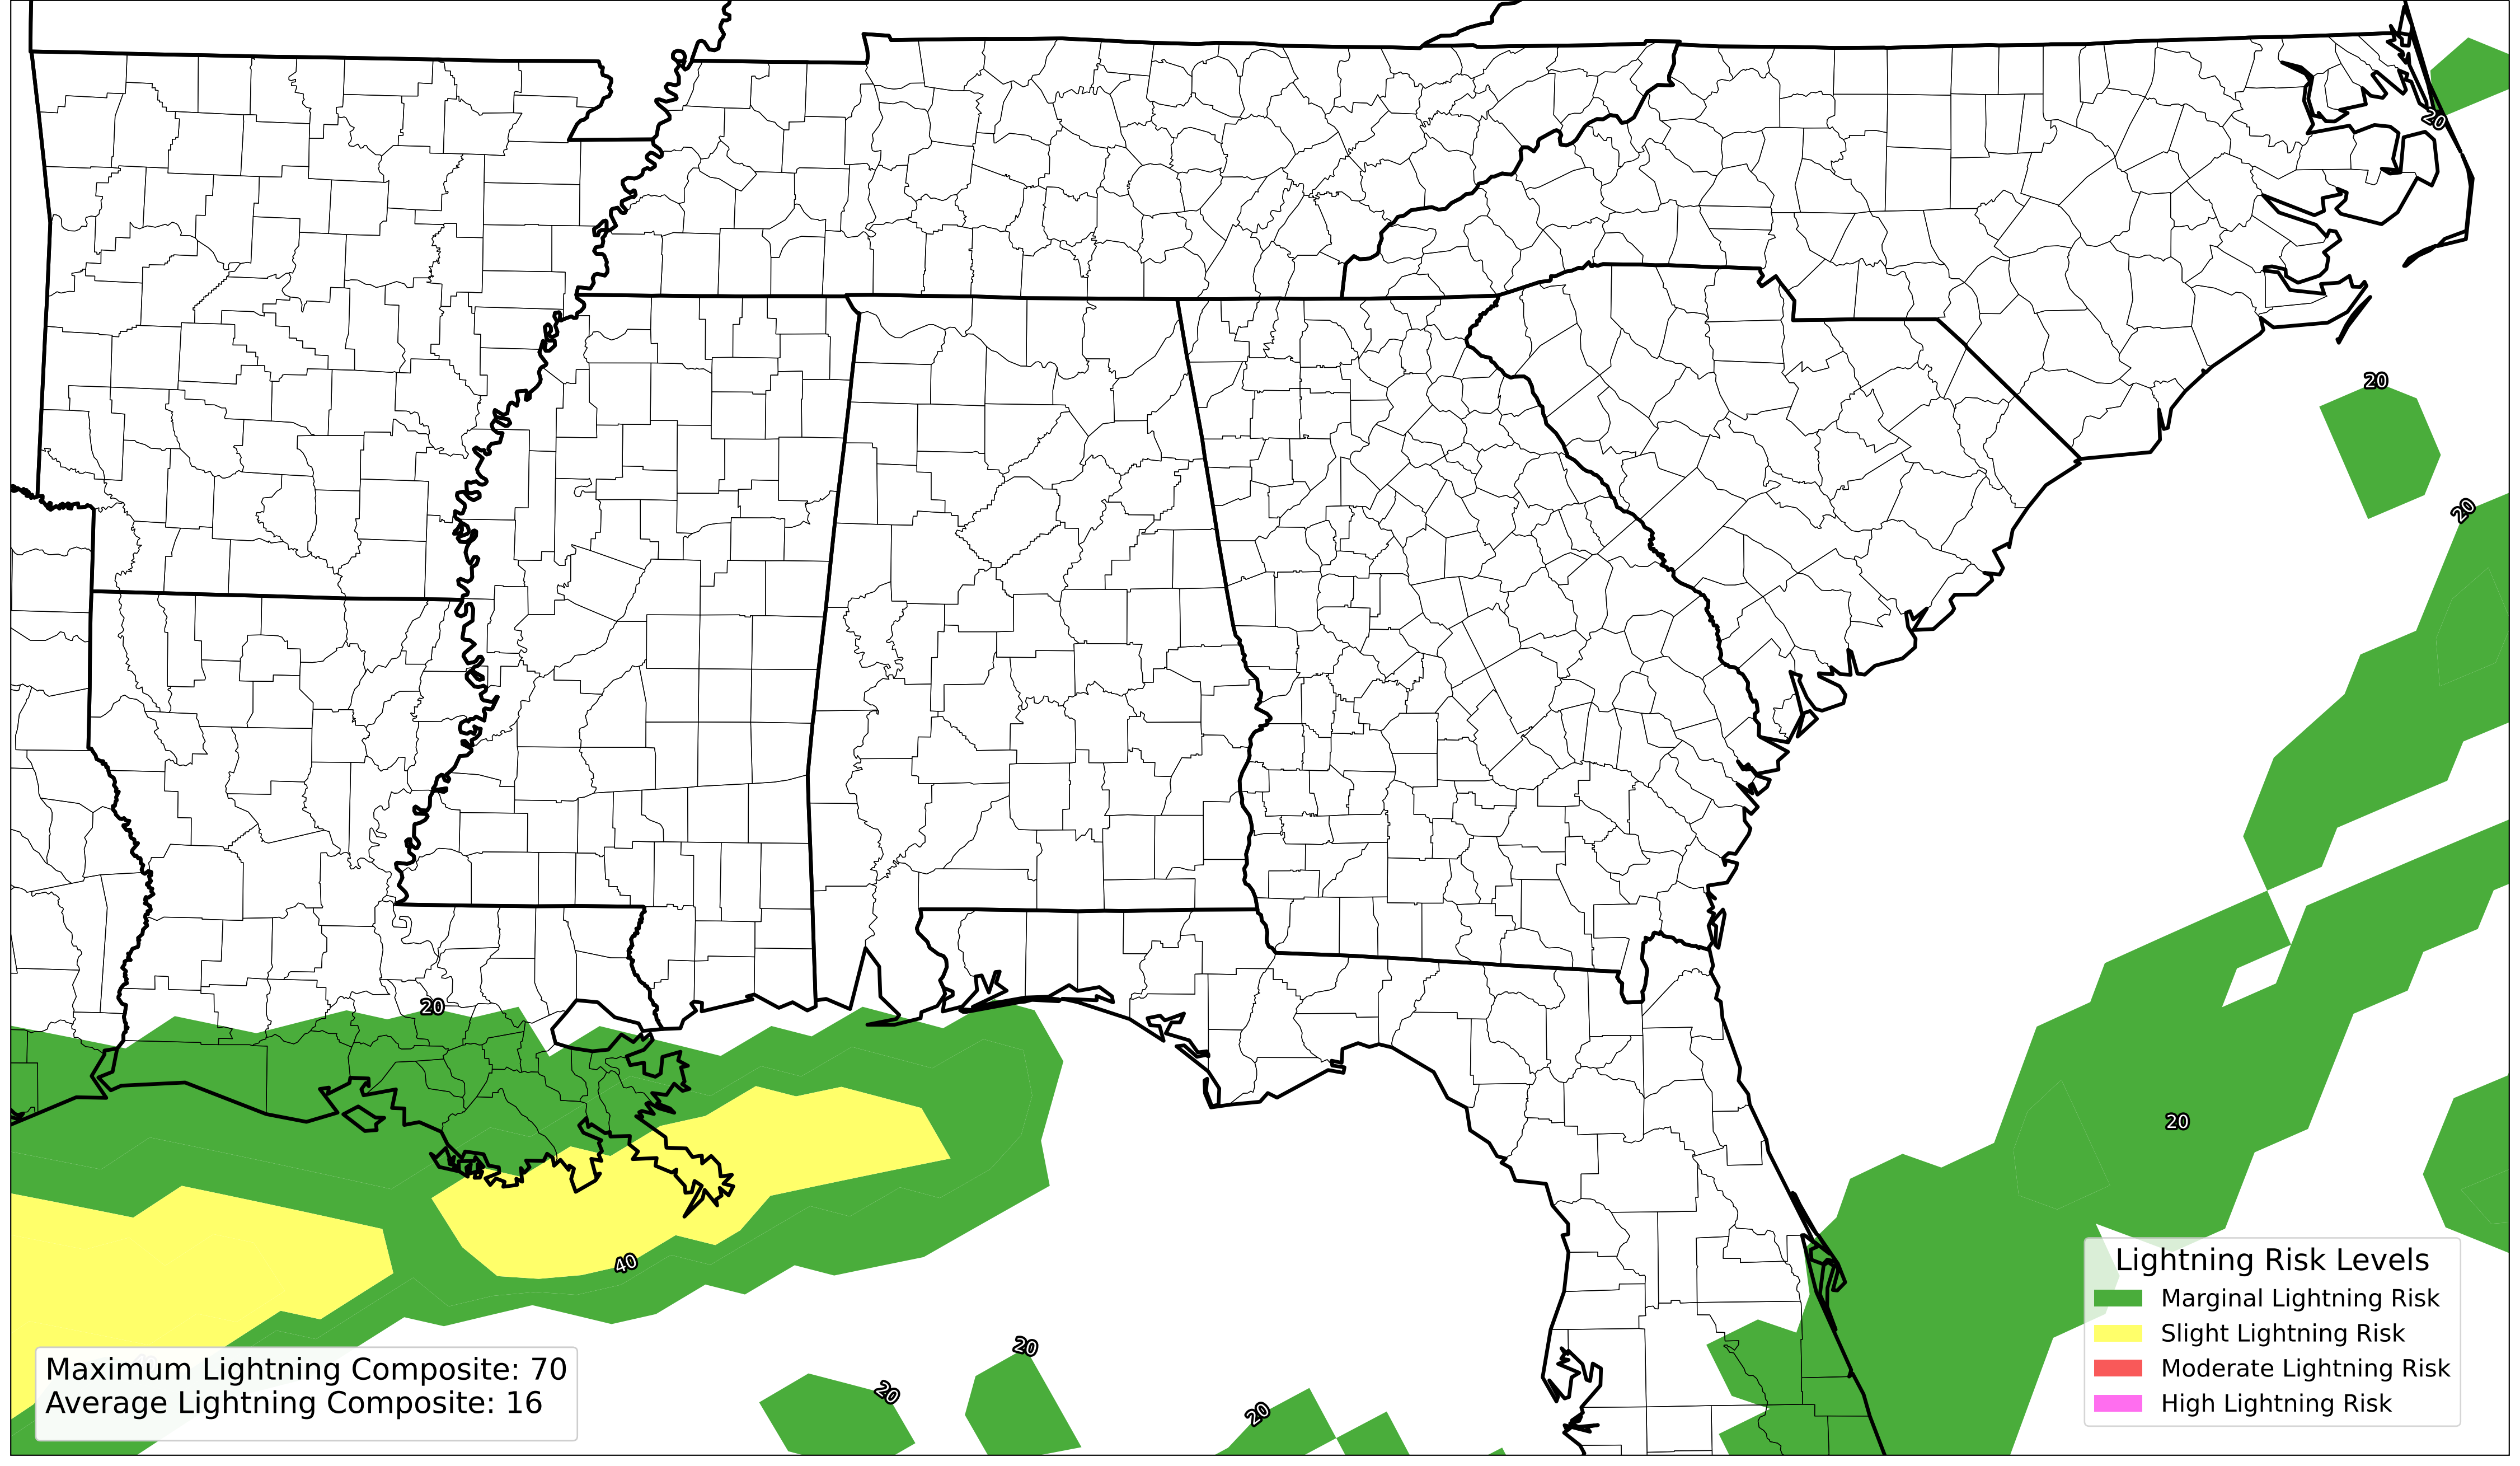 20
20
20
20
20
40
20
20
20
Lightning Risk Levels
Marginal Lightning Risk
Slight Lightning Risk
Moderate Lightning Risk
High Lightning Risk
Maximum Lightning Composite: 70
Average Lightning Composite: 16